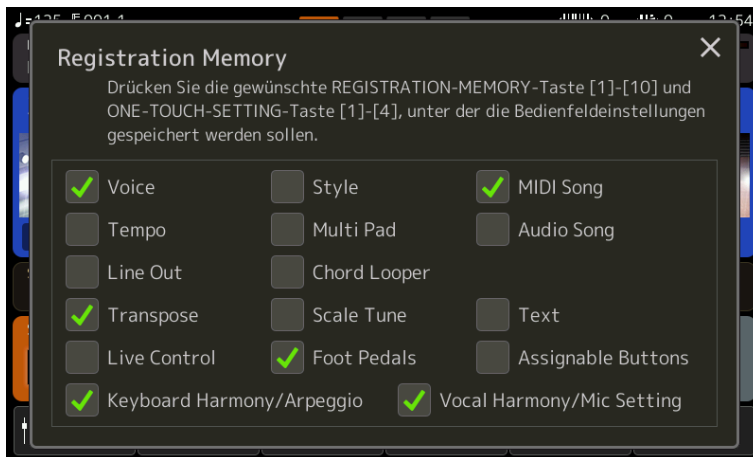 Registration Memory
Drücken Sie die gewünschte REGISTRATION-MEMORY-Taste [1]-[10] und
ONE-TOUCH-SETTING-Taste [1]-[4], unter der die Bedienfeldeinstellungen
gespeichert werden sollen.
Voice Style MIDI Song
Tempo Multi Pad Audio Song
Line Out Chord Looper
Transpose Scale Tune Text
Live Control Foot Pedals Assignable Buttons
Keyboard Harmony/Arpeggio Vocal Harmony/Mic Setting